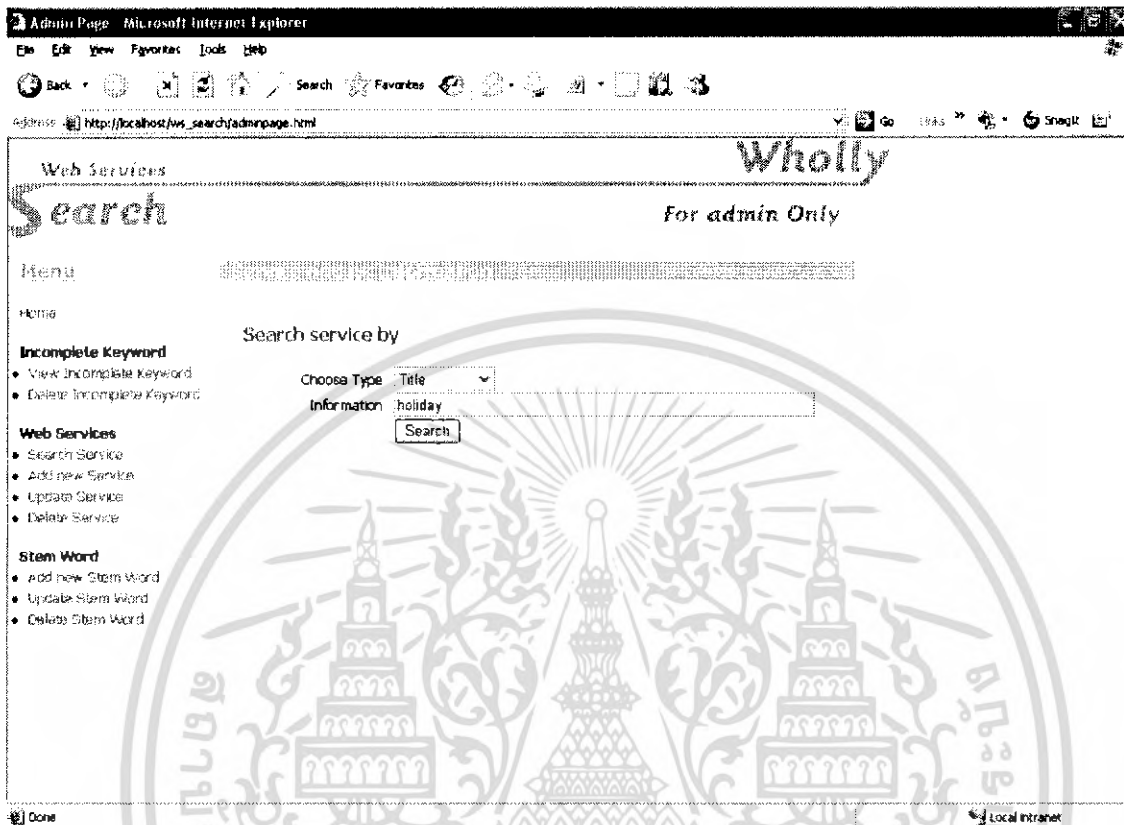 Admin Page Microsoft Internet Explorer
File Edit View Favorites Tools Help
Back Search Favorites
Address http://localhost/ws_search/adminpage.html Go Links » SnagIt
Web Services Wholly
Search For admin Only
Menu
Home
Search service by
Choose Type Title
Information holiday
Search
Incomplete Keyword
• View Incomplete Keyword
• Delete Incomplete Keyword
Web Services
• Search Service
• Add new Service
• Update Service
• Delete Service
Stem Word
• Add new Stem Word
• Update Stem Word
• Delete Stem Word
Done Local intranet